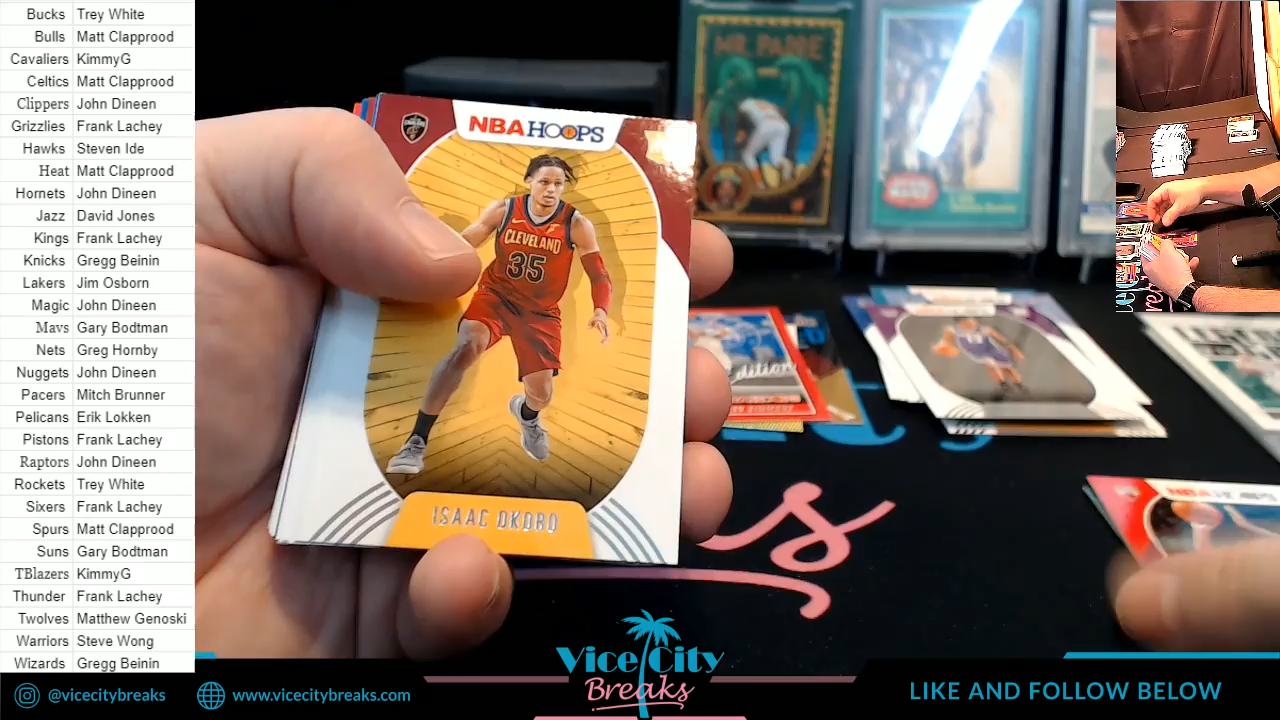 Bucks Trey White
Bulls Matt Clapprood
Cavaliers KimmyG
Celtics Matt Clapprood
Clippers John Dineen
Grizzlies Frank Lachey
Hawks Steven Ide
Heat Matt Clapprood
Hornets John Dineen
Jazz David Jones
Kings Frank Lachey
Knicks Gregg Beinin
Lakers Jim Osborn
Magic John Dineen
Mavs Gary Bodtman
Nets Greg Hornby
Nuggets John Dineen
Pacers Mitch Brunner
Pelicans Erik Lokken
Pistons Frank Lachey
Raptors John Dineen
Rockets Trey White
Sixers Frank Lachey
Spurs Matt Clapprood
Suns Gary Bodtman
TBlazers KimmyG
Thunder Frank Lachey
Twolves Matthew Genoski
Warriors Steve Wong
Wizards Gregg Beinin
MR. PADRE
NBA HOOPS
CLEVELAND
35
ISAAC OKORO
Vice City
Breaks
@vicecitybreaks
www.vicecitybreaks.com
LIKE AND FOLLOW BELOW